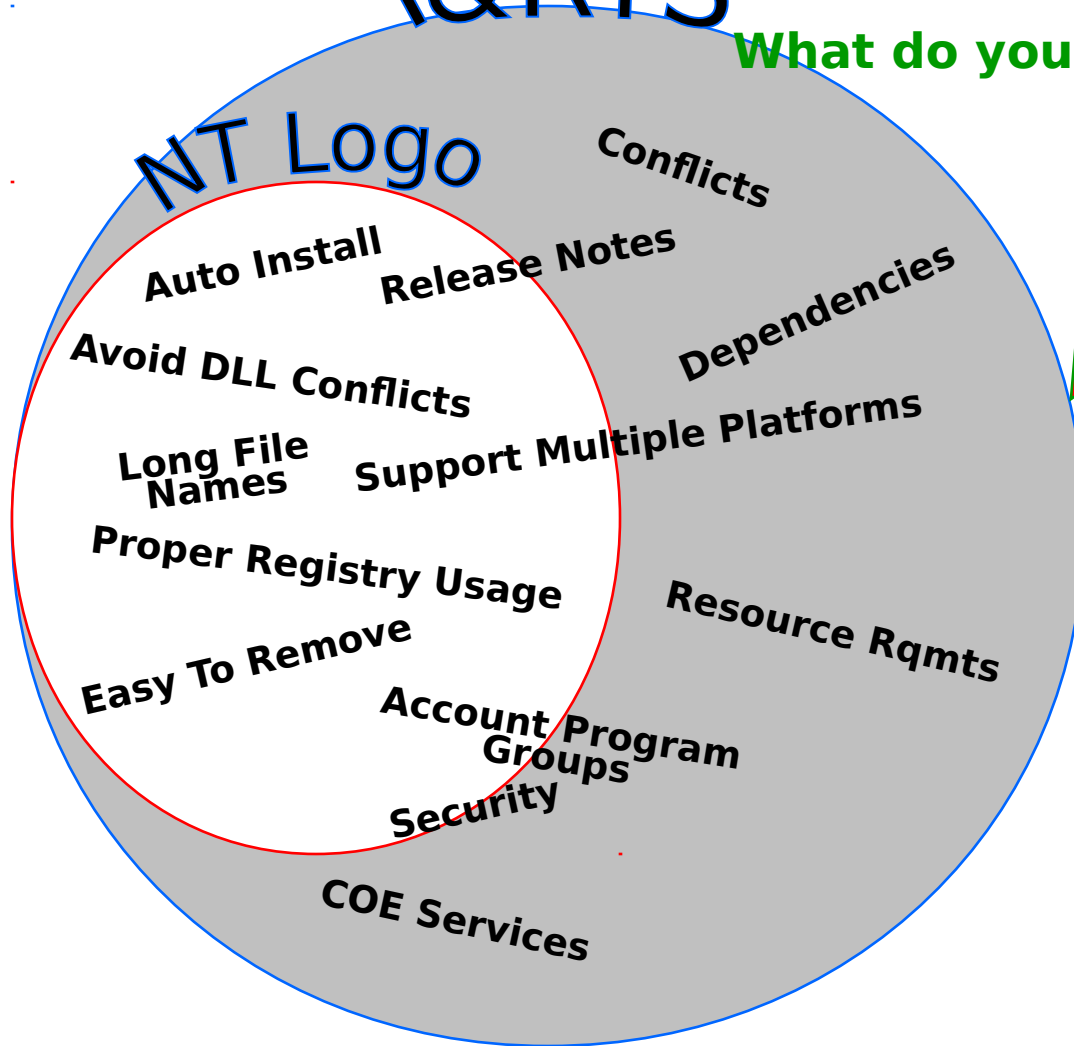 What do you
NT Logo
Conflicts
Auto Install
Release Notes
Dependencies
Avoid DLL Conflicts
Support Multiple Platforms
Long File
Names
Proper Registry Usage
Resource Rqmts
Easy To Remove
Account Program
Groups
Security
COE Services